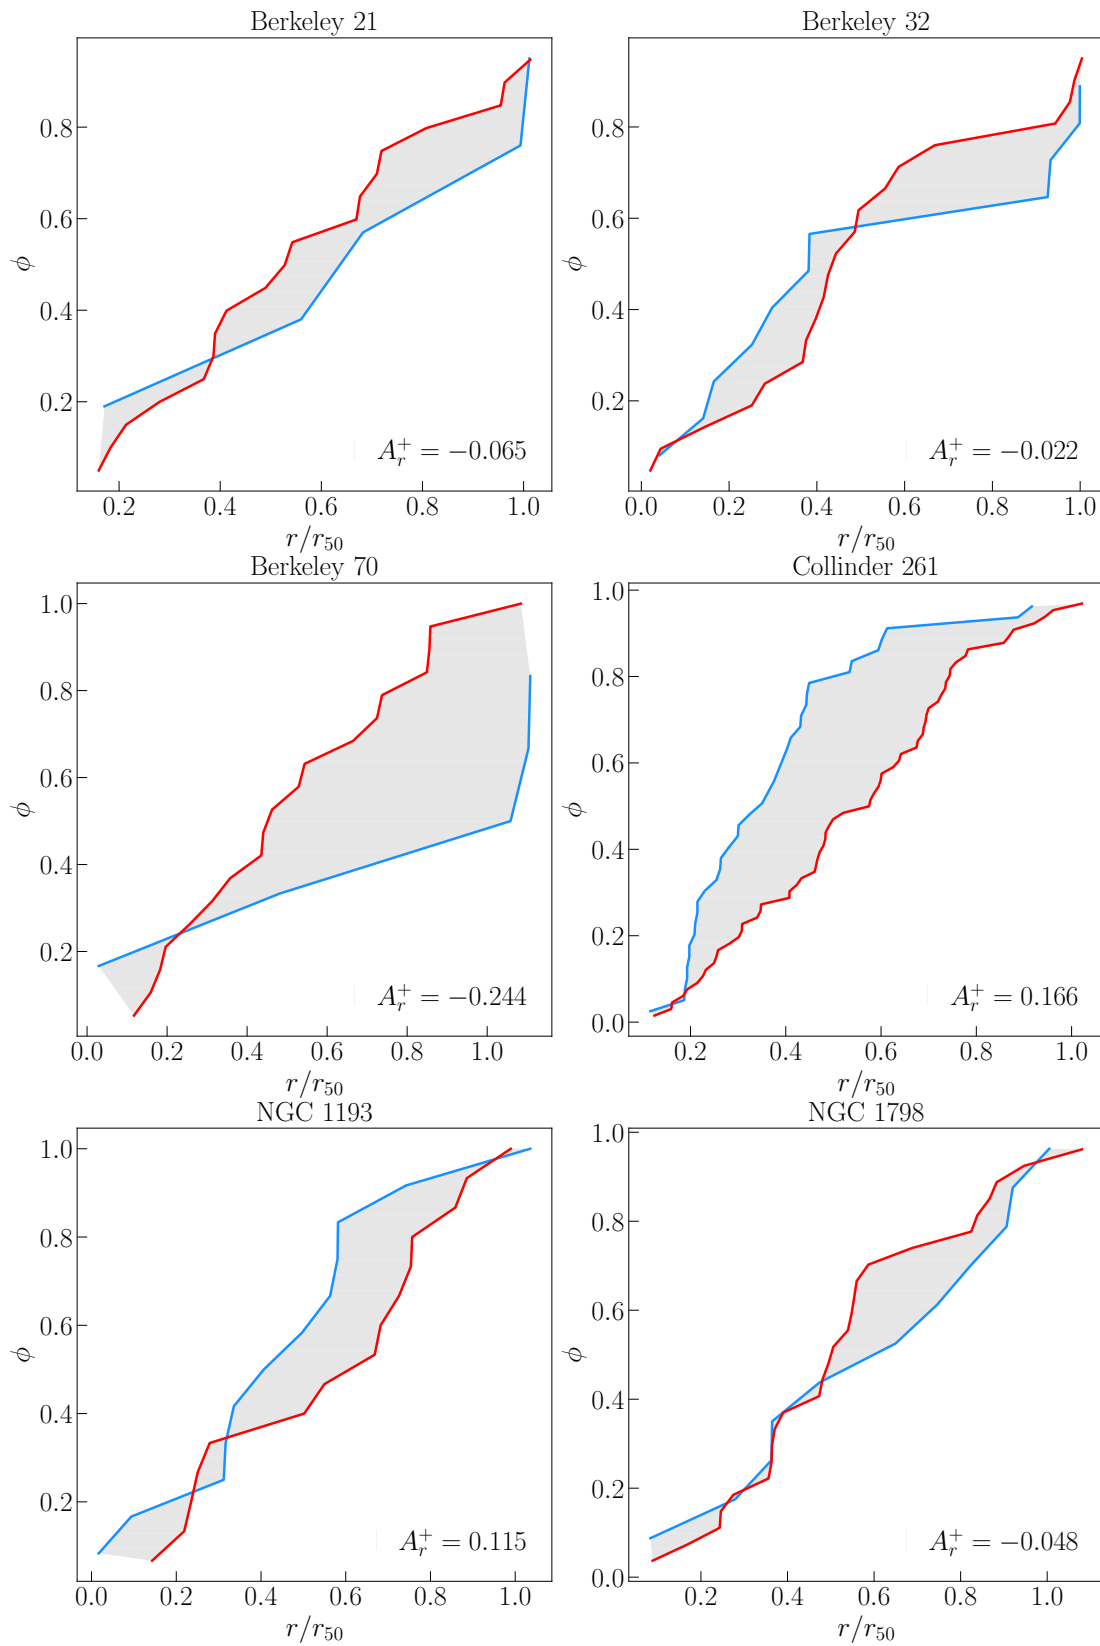 Berkeley 21
0.8
0.6
0.4
0.2
ϕ
A_r^+ = −0.065
0.2 0.4 0.6 0.8 1.0
r/r_50
Berkeley 32
0.8
0.6
0.4
0.2
ϕ
A_r^+ = −0.022
0.0 0.2 0.4 0.6 0.8 1.0
r/r_50
Berkeley 70
1.0
0.8
0.6
0.4
0.2
ϕ
A_r^+ = −0.244
0.0 0.2 0.4 0.6 0.8 1.0
r/r_50
Collinder 261
1.0
0.8
0.6
0.4
0.2
0.0
ϕ
A_r^+ = 0.166
0.2 0.4 0.6 0.8 1.0
r/r_50
NGC 1193
1.0
0.8
0.6
0.4
0.2
ϕ
A_r^+ = 0.115
0.0 0.2 0.4 0.6 0.8 1.0
r/r_50
NGC 1798
1.0
0.8
0.6
0.4
0.2
0.0
ϕ
A_r^+ = −0.048
0.2 0.4 0.6 0.8 1.0
r/r_50